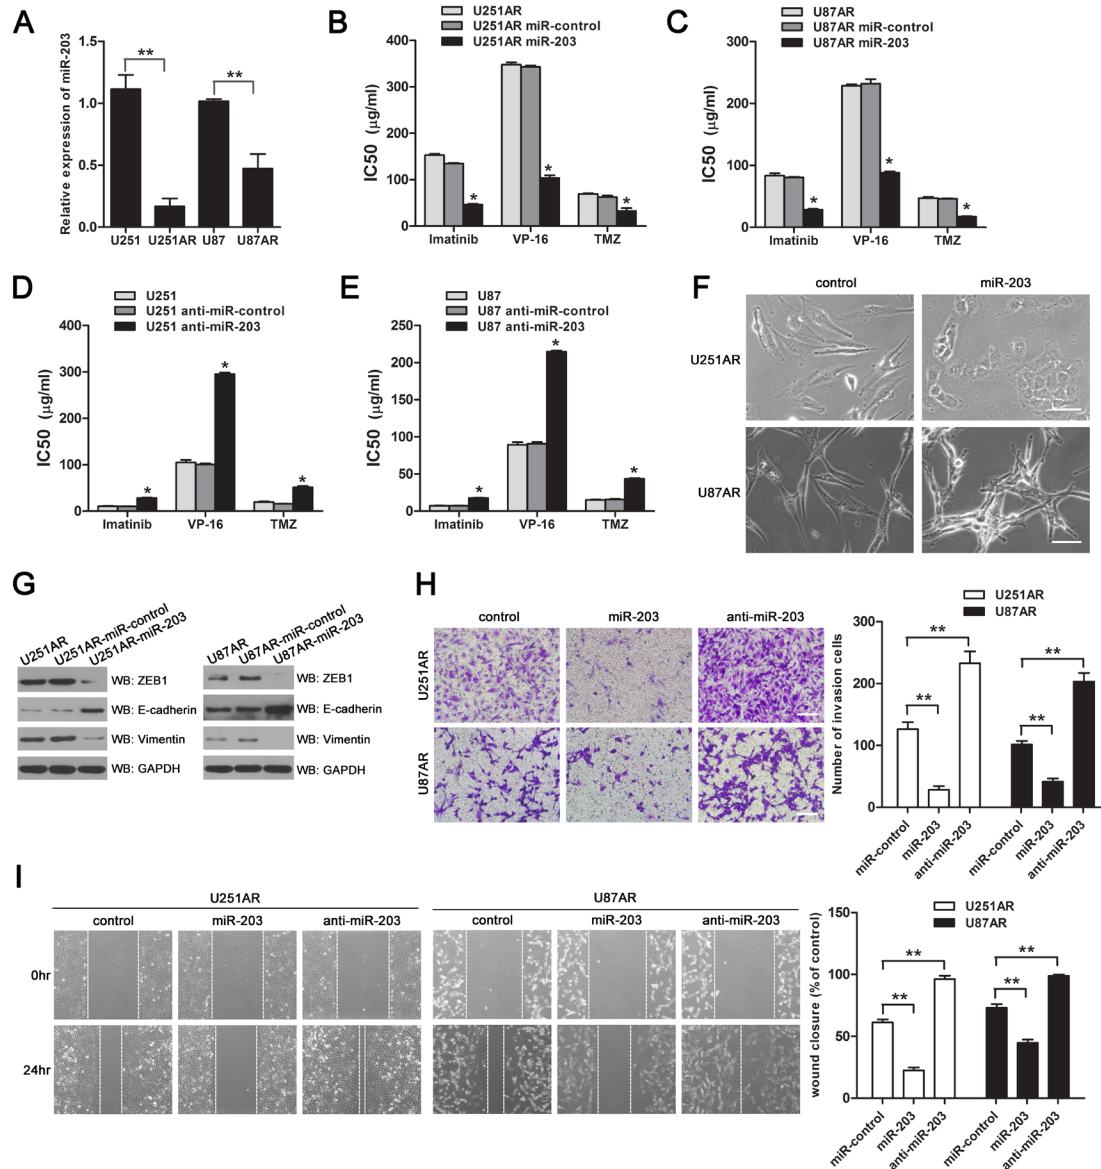 A
Relative expression of miR-203
1.5
1.0
0.5
0.0
**
**
U251
U251AR
U87
U87AR
B
U251AR
U251AR miR-control
U251AR miR-203
IC50 (μg/ml)
400
300
200
100
0
*
*
*
Imatinib
VP-16
TMZ
C
U87AR
U87AR miR-control
U87AR miR-203
IC50 (μg/ml)
300
200
100
0
*
*
*
Imatinib
VP-16
TMZ
D
U251
U251 anti-miR-control
U251 anti-miR-203
IC50 (μg/ml)
400
300
200
100
0
*
*
*
Imatinib
VP-16
TMZ
E
U87
U87 anti-miR-control
U87 anti-miR-203
IC50 (μg/ml)
250
200
150
100
50
0
*
*
*
Imatinib
VP-16
TMZ
F
control
miR-203
U251AR
U87AR
G
U251AR
U251AR-miR-control
U251AR-miR-203
WB: ZEB1
WB: E-cadherin
WB: Vimentin
WB: GAPDH
U87AR
U87AR-miR-control
U87AR-miR-203
WB: ZEB1
WB: E-cadherin
WB: Vimentin
WB: GAPDH
H
control
miR-203
anti-miR-203
U251AR
U87AR
U251AR
U87AR
Number of invasion cells
300
200
100
0
**
**
**
**
miR-control
miR-203
anti-miR-203
miR-control
miR-203
anti-miR-203
I
U251AR
U87AR
control
miR-203
anti-miR-203
control
miR-203
anti-miR-203
0hr
24hr
U251AR
U87AR
wound closure (% of control)
150
100
50
0
**
**
**
**
miR-control
miR-203
anti-miR-203
miR-control
miR-203
anti-miR-203